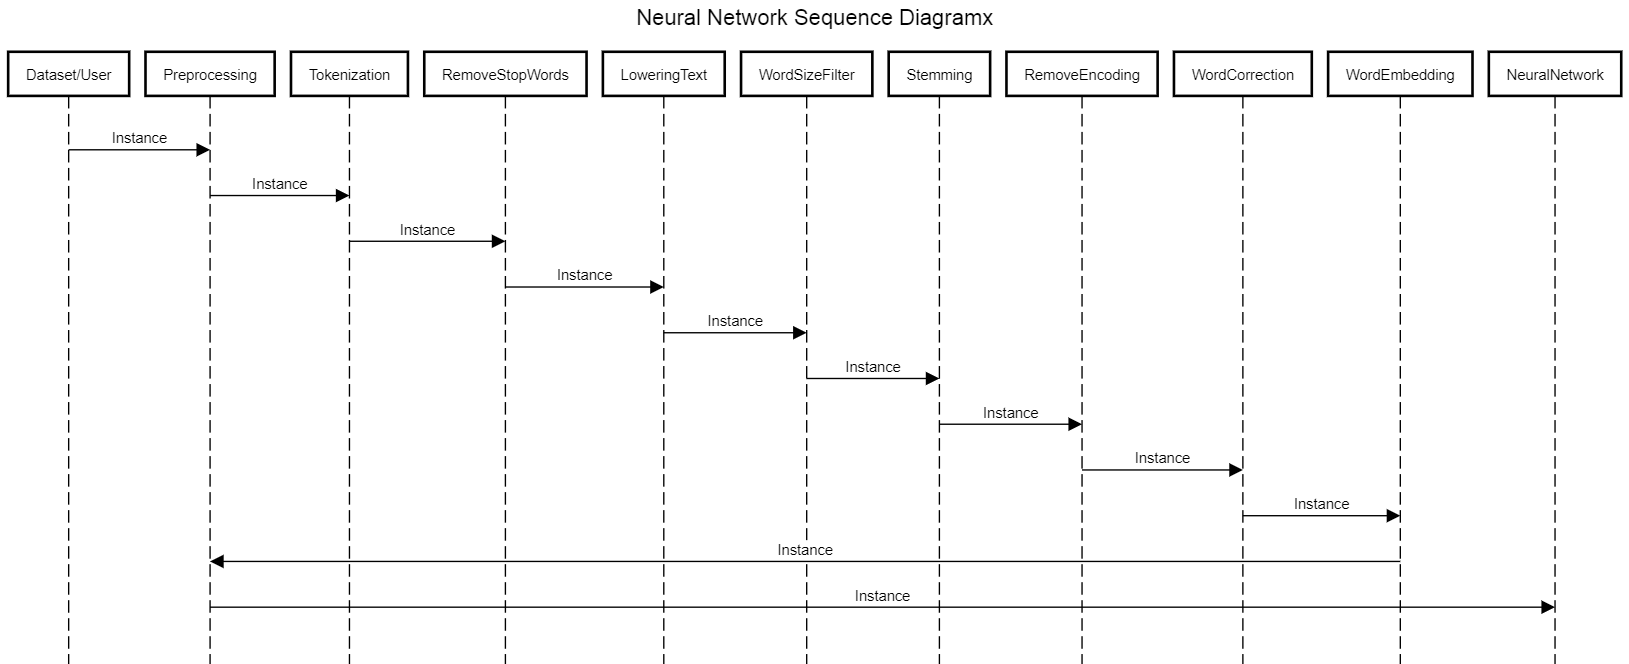 Neural Network Sequence Diagramx
Dataset/User
Preprocessing
Tokenization
RemoveStopWords
LoweringText
WordSizeFilter
Stemming
RemoveEncoding
WordCorrection
WordEmbedding
NeuralNetwork
Instance
Instance
Instance
Instance
Instance
Instance
Instance
Instance
Instance
Instance
Instance